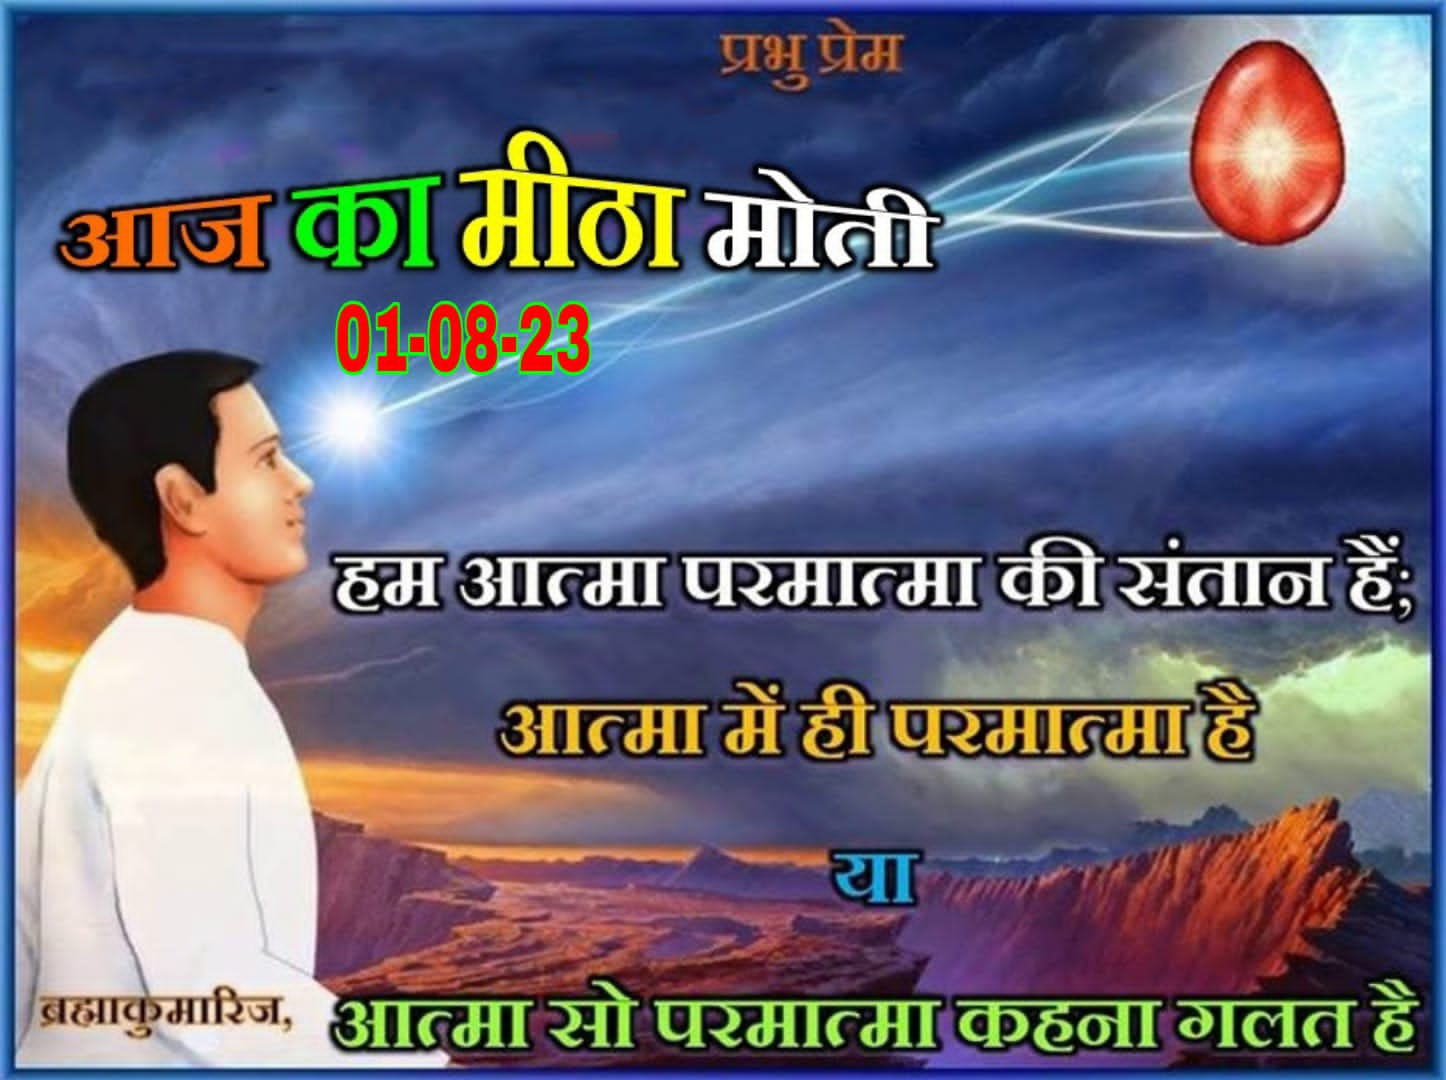 प्रभु प्रेम
आज का मीठा मोती
01-08-23
हम आत्मा परमात्मा की संतान हैं;
आत्मा में ही परमात्मा है
या
ब्रह्माकुमारिज,
आत्मा सो परमात्मा कहना गलत है